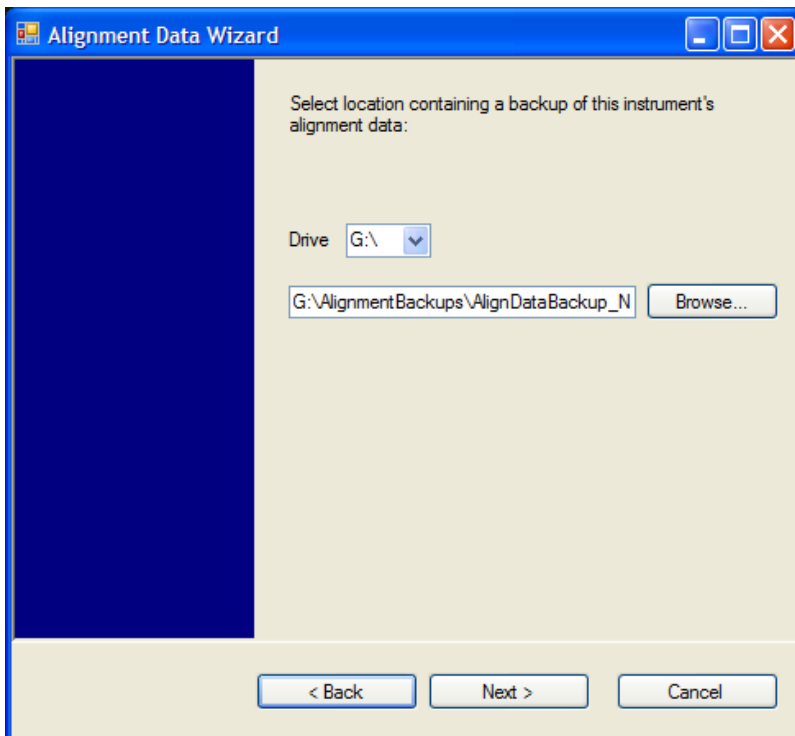 Alignment Data Wizard
Select location containing a backup of this instrument's
alignment data:
Drive G:\
G:\AlignmentBackups\AlignDataBackup_N Browse...
< Back Next > Cancel